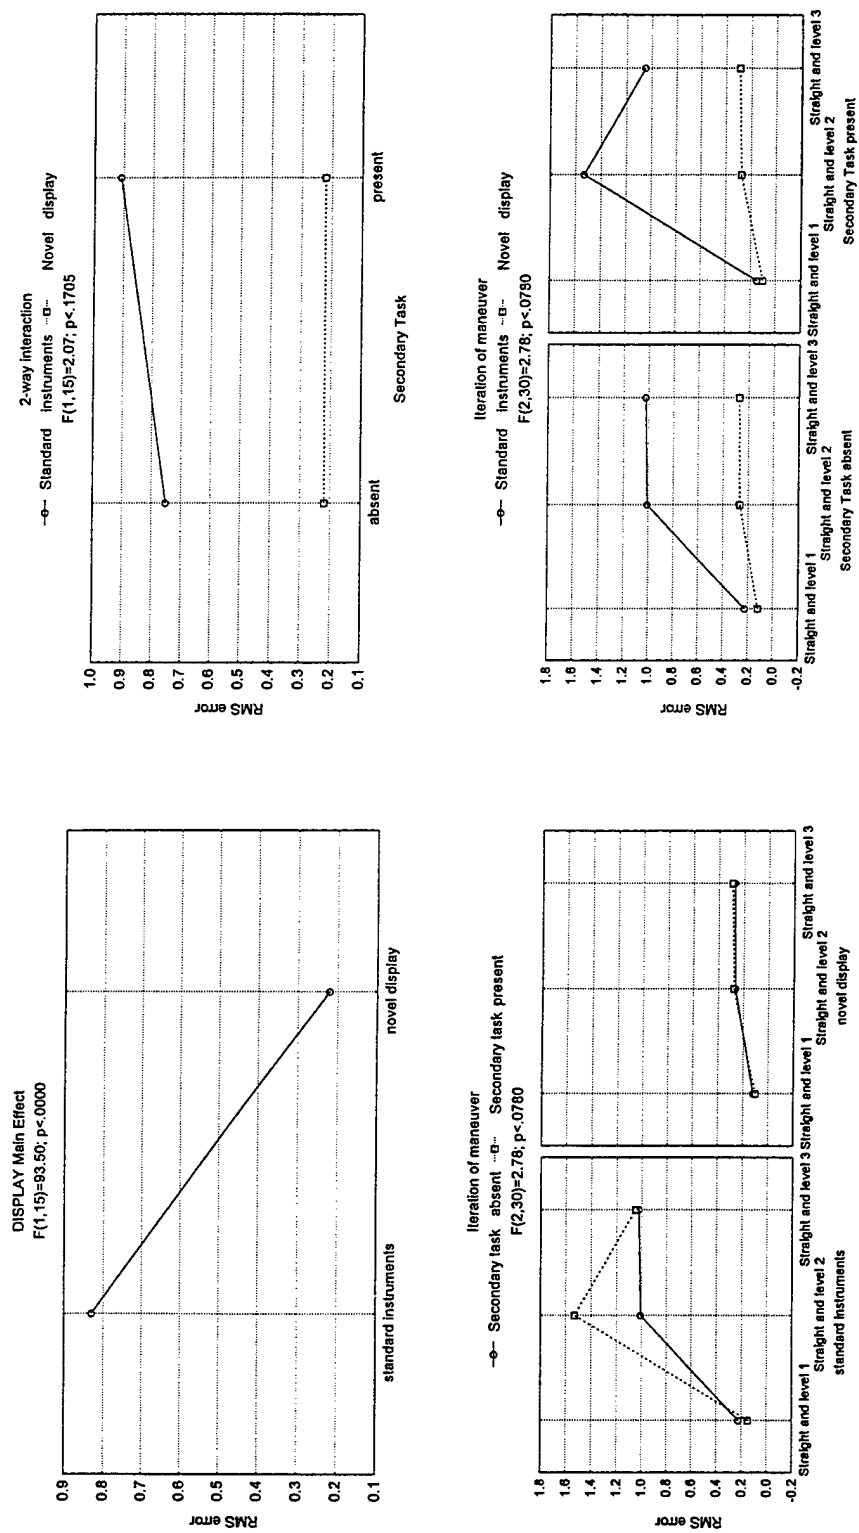 DISPLAY Main Effect
F(1,15)=93.50; p<.0000
0.9
0.8
0.7
0.6
0.5
0.4
0.3
0.2
0.1
RMS error
standard instruments
novel display
2-way interaction
Standard instruments Novel display
F(1,15)=2.07; p<.1705
1.0
0.9
0.8
0.7
0.6
0.5
0.4
0.3
0.2
0.1
RMS error
absent
present
Secondary Task
Iteration of maneuver
Secondary task absent Secondary task present
F(2,30)=2.78; p<.0780
1.8
1.6
1.4
1.2
1.0
0.8
0.6
0.4
0.2
0.0
-0.2
RMS error
Straight and level 1
Straight and level 2
Straight and level 3
standard instruments
Straight and level 1
Straight and level 2
Straight and level 3
novel display
Iteration of maneuver
Standard instruments Novel display
F(2,30)=2.78; p<.0780
1.8
1.6
1.4
1.2
1.0
0.8
0.6
0.4
0.2
0.0
-0.2
RMS error
Straight and level 1
Straight and level 2
Straight and level 3
Secondary Task absent
Straight and level 1
Straight and level 2
Straight and level 3
Secondary Task present